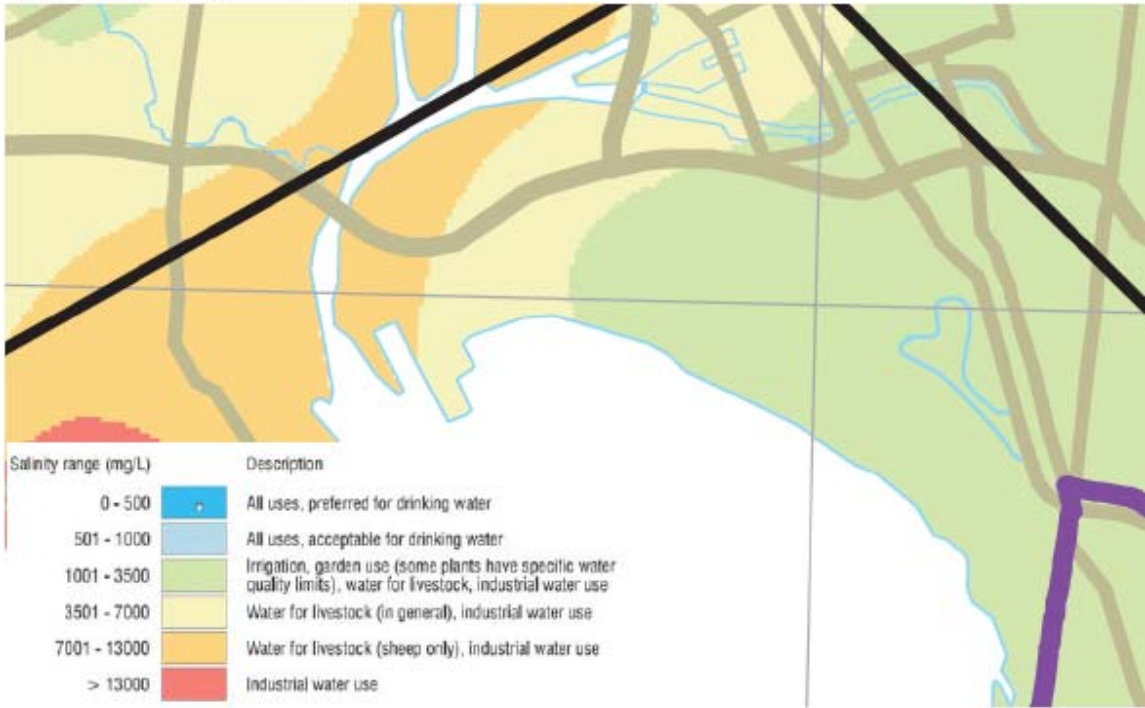 Salinity range (mg/L) Description
0 - 500 All uses, preferred for drinking water
501 - 1000 All uses, acceptable for drinking water
1001 - 3500 Irrigation, garden use (some plants have specific water
quality limits), water for livestock, industrial water use
3501 - 7000 Water for livestock (in general), industrial water use
7001 - 13000 Water for livestock (sheep only), industrial water use
> 13000 Industrial water use